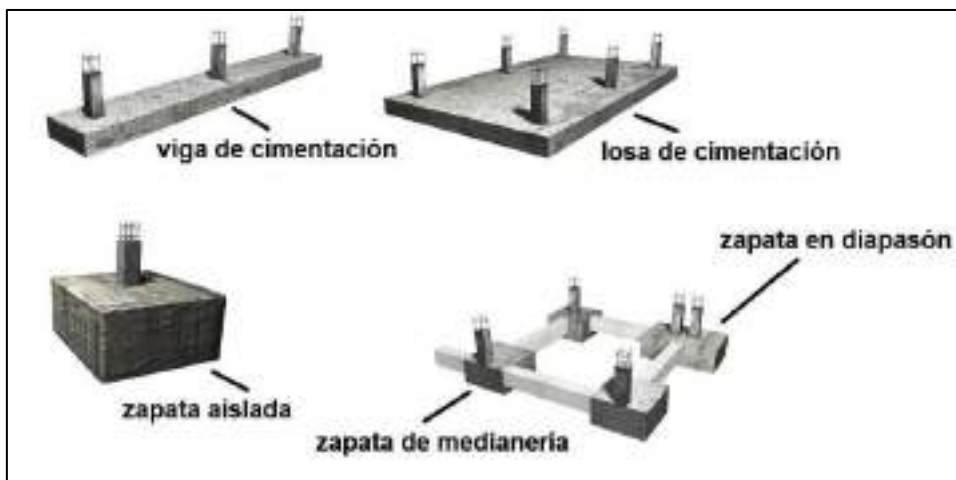 viga de cimentación
losa de cimentación
zapata en diapasón
zapata aislada
zapata de medianería